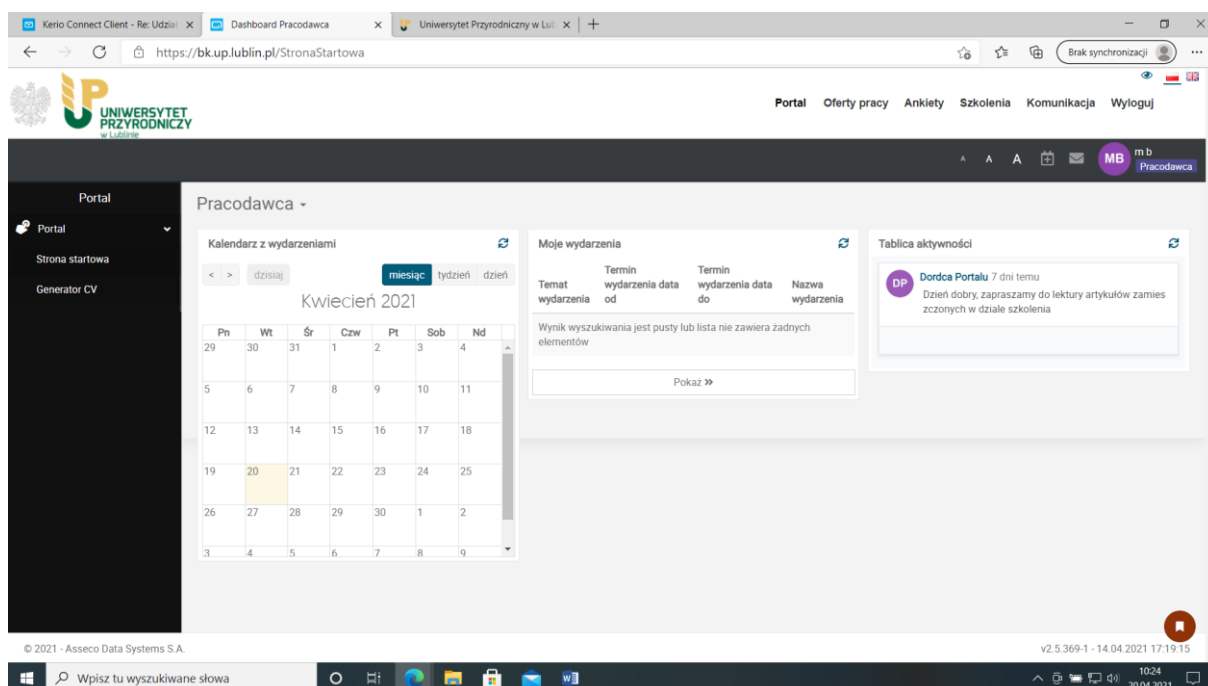 Kerio Connect Client - Re: Udział
Dashboard Pracodawca
Uniwersytet Przyrodniczny w Lub
https://bk.up.lublin.pl/StronaStartowa
Brak synchronizacji
UNIWERSYTET
PRZYRODNICZY
w Lublinie
Portal Oferty pracy Ankiety Szkolenia Komunikacja Wyloguj
A A A
MB
m b
Pracodawca
Portal
Portal
Strona startowa
Generator CV
Pracodawca
Kalendarz z wydarzeniami
< > dzisiaj miesiąc tydzień dzień
Kwiecień 2021
Pn Wt Śr Czw Pt Sob Nd
29 30 31 1 2 3 4
5 6 7 8 9 10 11
12 13 14 15 16 17 18
19 20 21 22 23 24 25
26 27 28 29 30 1 2
3 4 5 6 7 8 9
Moje wydarzenia
Temat wydarzenia
Termin wydarzenia data od
Termin wydarzenia data do
Nazwa wydarzenia
Wynik wyszukiwania jest pusty lub lista nie zawiera żadnych
elementów
Pokaż »
Tablica aktywności
DP
Dordca Portalu 7 dni temu
Dzień dobry, zapraszamy do lektury artykułów zamies
zczonych w dziale szkolenia
© 2021 - Asseco Data Systems S.A.
v2.5.369-1 - 14.04.2021 17:19:15
Wpisz tu wyszukiwane słowa
10:24
20.04.2021